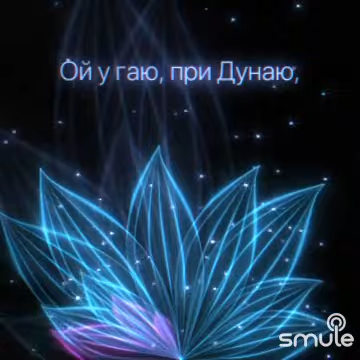 Ой у гаю, при Дунаю,
smule